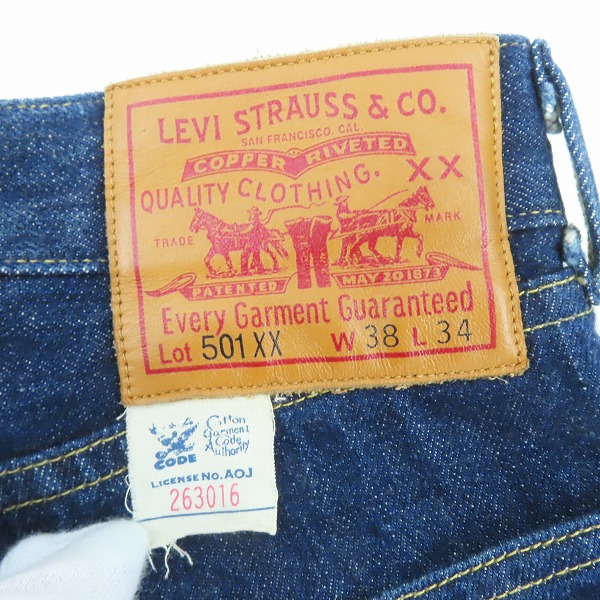 LEVI STRAUSS & CO.
SAN FRANCISCO. CAL.
COPPER RIVETED
XX
QUALITY CLOTHING.
TRADE MARK
PATENTED MAY 20 1873
Every Garment Guaranteed
Lot 501XX W 38 L 34
Cotton
Garment
Code
Authority
CODE
LICENSE NO. AOJ
263016